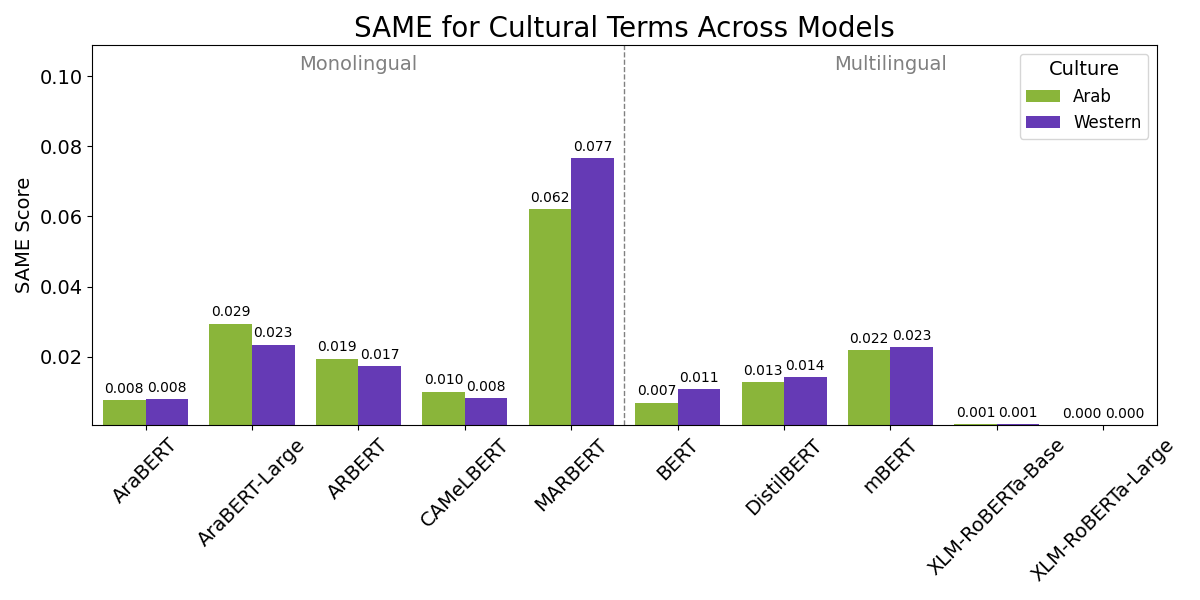 SAME for Cultural Terms Across Models
Monolingual
Multilingual
Culture
Arab
Western
SAME Score
0.10
0.08
0.06
0.04
0.02
0.008 0.008
0.029 0.023
0.019 0.017
0.010 0.008
0.062 0.077
0.007 0.011
0.013 0.014
0.022 0.023
0.001 0.001
0.000 0.000
AraBERT
AraBERT-Large
ARBERT
CAMeLBERT
MARBERT
BERT
DistilBERT
mBERT
XLM-RoBERTa-Base
XLM-RoBERTa-Large